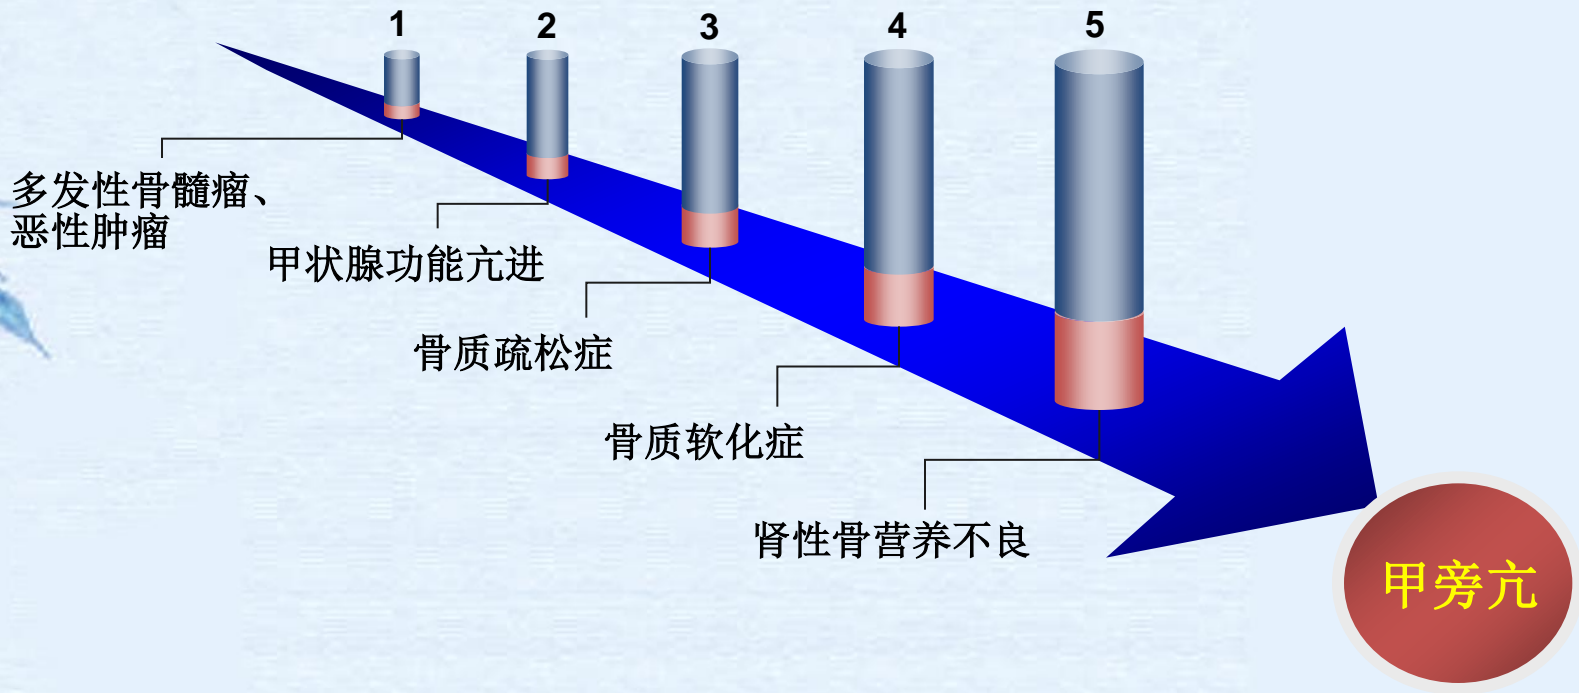 1
2
3
4
5
多发性骨髓瘤、
恶性肿瘤
甲状腺功能亢进
骨质疏松症
骨质软化症
肾性骨营养不良
甲旁亢